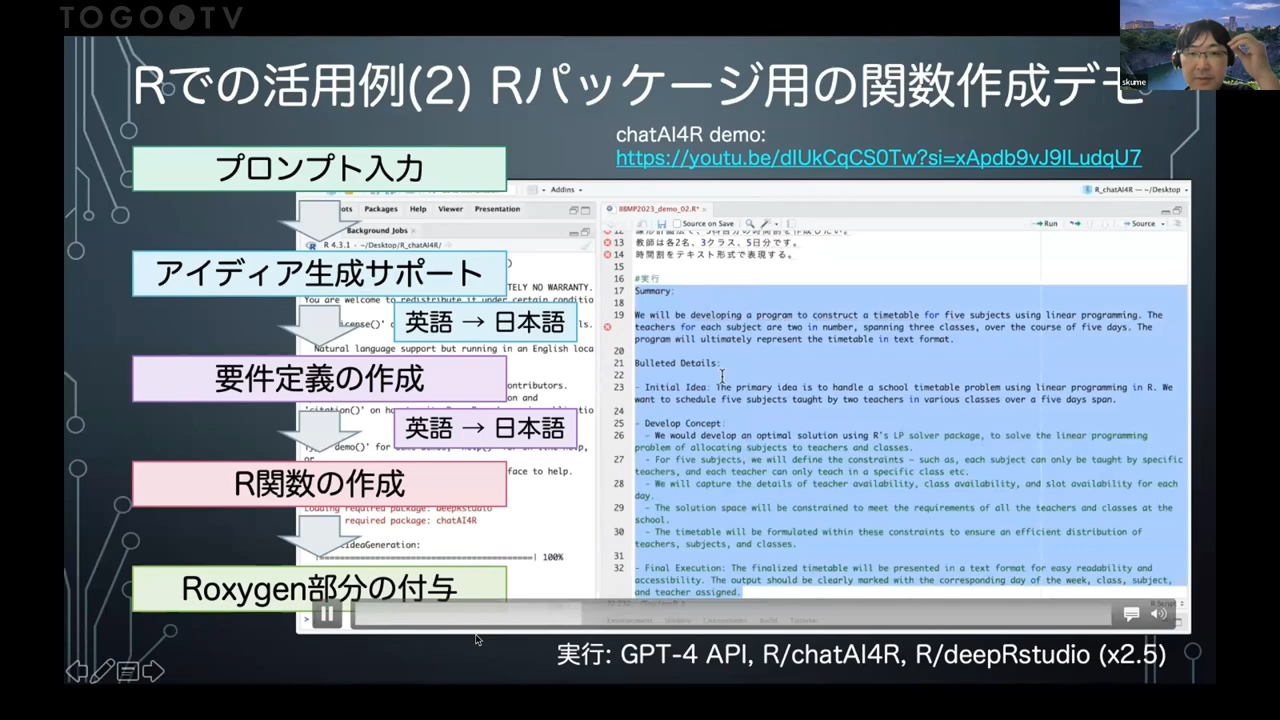 TOGO TV
skume
Rでの活用例(2) Rパッケージ用の関数作成デモ
chatAI4R demo:
https://youtu.be/dIUkCqCS0Tw?si=xApdb9vJ9ILudqU7
プロンプト入力
アイディア生成サポート
英語 → 日本語
要件定義の作成
英語 → 日本語
R関数の作成
Roxygen部分の付与
Addins
R_chatAI4R — ~/Desktop
Packages Help Viewer Presentation
Background Jobs
R 4.3.1 · ~/Desktop/R_chatAI4R/
TELY NO WARRANTY.
You are welcome to redistribute it under certain conditio
Natural language support but running in an English loca
contributors.
on and
face to help.
Loading required package: deepRstudio
required package: chatAI4R
ideaGeneration:
100%
IIBMP2023_demo_02.R*
Source on Save
Run
Source
13 教師は各2名、3クラス、5日分です。
14 時間割をテキスト形式で表現する。
15
16 #実行
17 Summary:
18
19 We will be developing a program to construct a timetable for five subjects using linear programming. The
teachers for each subject are two in number, spanning three classes, over the course of five days. The
program will ultimately represent the timetable in text format.
20
21 Bulleted Details:
22
23 - Initial Idea: The primary idea is to handle a school timetable problem using linear programming in R. We
want to schedule five subjects taught by two teachers in various classes over a five days span.
24
25 - Develop Concept:
26 - We would develop an optimal solution using R's LP solver package, to solve the linear programming
problem of allocating subjects to teachers and classes.
27 - For five subjects, we will define the constraints - such as, each subject can only be taught by specific
teachers, and each teacher can only teach in a specific class etc.
28 - We will capture the details of teacher availability, class availability, and slot availability for each
day.
29 - The solution space will be constrained to meet the requirements of all the teachers and classes at the
school.
30 - The timetable will be formulated within these constraints to ensure an efficient distribution of
teachers, subjects, and classes.
31
32 - Final Execution: The finalized timetable will be presented in a text format for easy readability and
accessibility. The output should be clearly marked with the corresponding day of the week, class, subject,
and teacher assigned.
実行: GPT-4 API, R/chatAI4R, R/deepRstudio (x2.5)